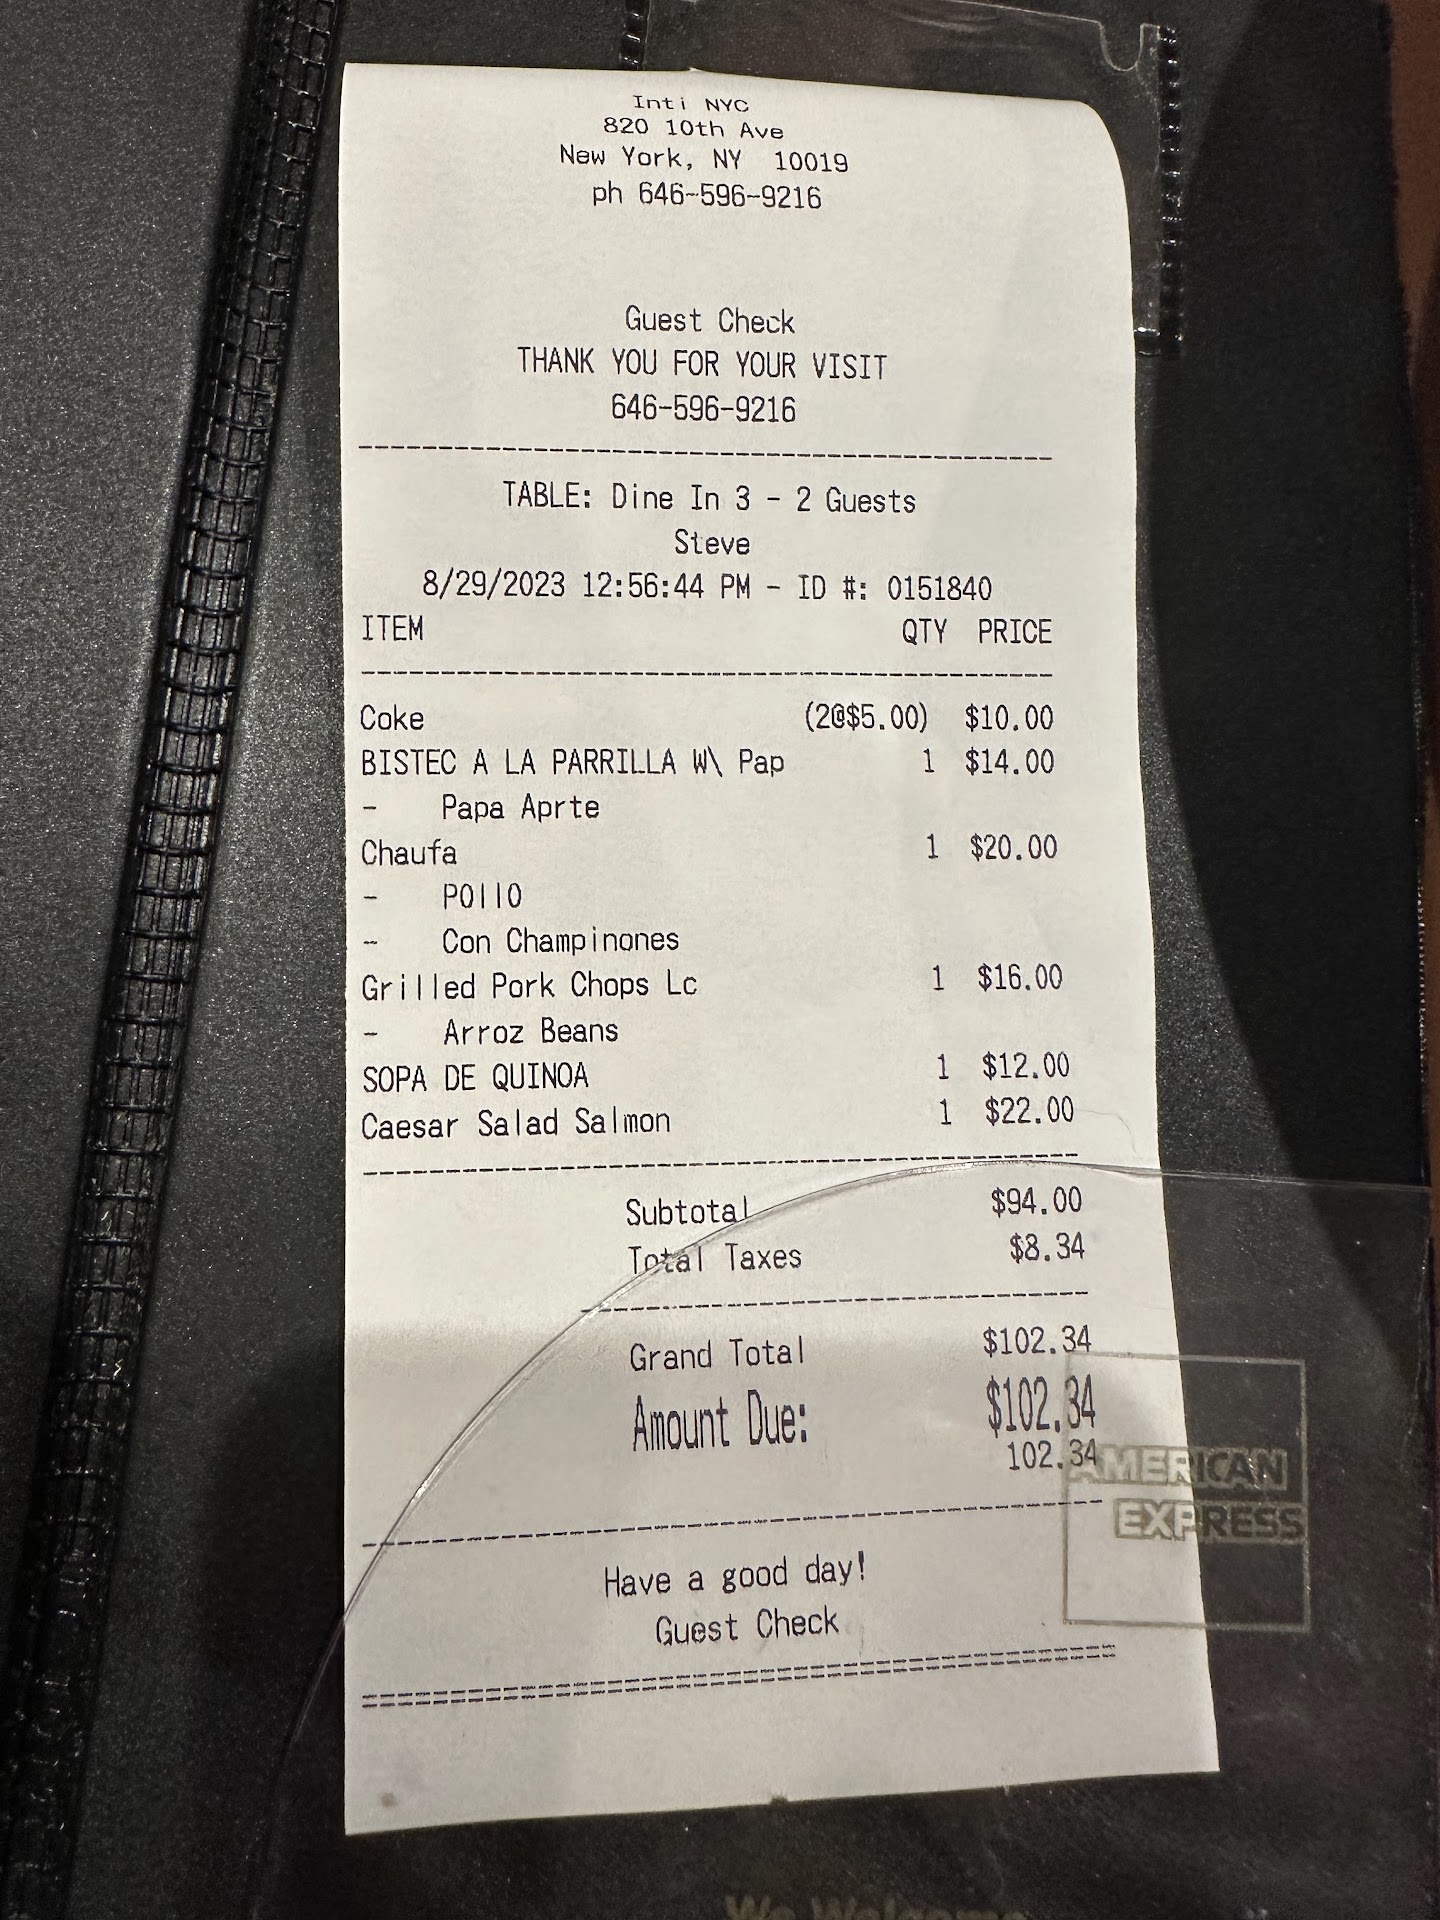 Inti NYC
820 10th Ave
New York, NY 10019
ph 646-596-9216
Guest Check
THANK YOU FOR YOUR VISIT
646-596-9216
TABLE: Dine In 3 - 2 Guests
Steve
8/29/2023 12:56:44 PM - ID #: 0151840
ITEM QTY PRICE
Coke (2@$5.00) $10.00
BISTEC A LA PARRILLA W\ Pap 1 $14.00
- Papa Aprte
Chaufa 1 $20.00
- POllO
- Con Champinones
Grilled Pork Chops Lc 1 $16.00
- Arroz Beans
SOPA DE QUINOA 1 $12.00
Caesar Salad Salmon 1 $22.00
Subtotal $94.00
Total Taxes $8.34
Grand Total $102.34
Amount Due: $102.34
102.34
AMERICAN
EXPRESS
Have a good day!
Guest Check
We Welcome